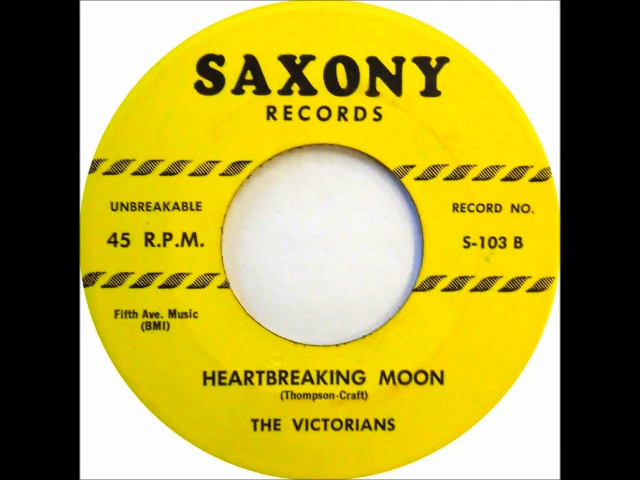 SAXONY
RECORDS
UNBREAKABLE
45 R.P.M.
RECORD NO.
S-103 B
Fifth Ave. Music
(BMI)
HEARTBREAKING MOON
(Thompson-Craft)
THE VICTORIANS